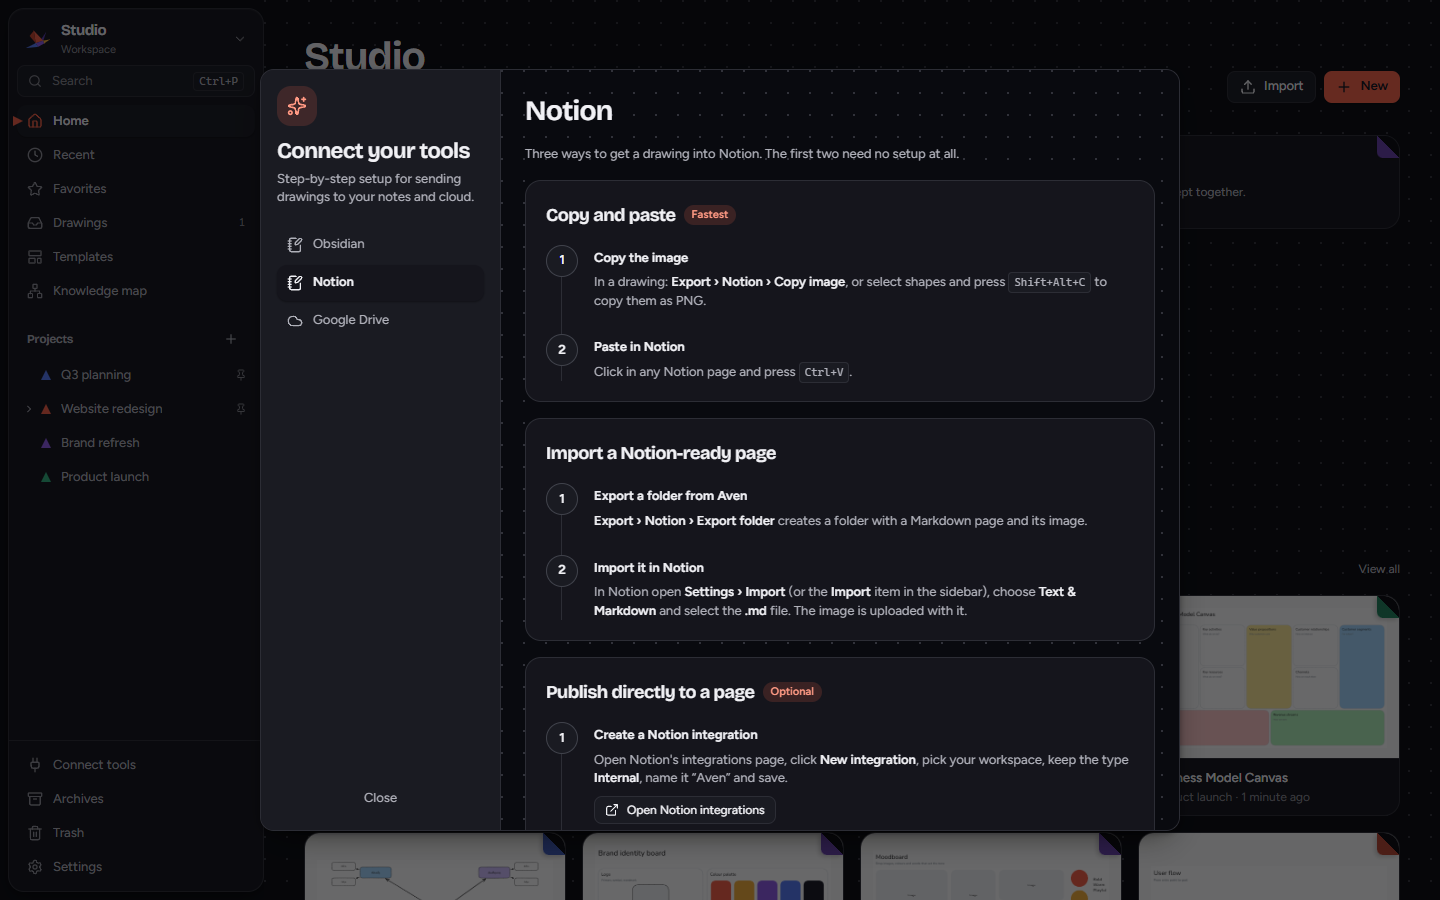 Studio
Workspace
Search
Ctrl+P
Home
Recent
Favorites
Drawings
1
Templates
Knowledge map
Projects
Q3 planning
Website redesign
Brand refresh
Product launch
Connect tools
Archives
Trash
Settings
Studio
Import
New
Connect your tools
Step-by-step setup for sending
drawings to your notes and cloud.
Obsidian
Notion
Google Drive
Close
Notion
Three ways to get a drawing into Notion. The first two need no setup at all.
Copy and paste
Fastest
1
Copy the image
In a drawing: Export › Notion › Copy image, or select shapes and press Shift+Alt+C to
copy them as PNG.
2
Paste in Notion
Click in any Notion page and press Ctrl+V.
Import a Notion-ready page
1
Export a folder from Aven
Export › Notion › Export folder creates a folder with a Markdown page and its image.
2
Import it in Notion
In Notion open Settings › Import (or the Import item in the sidebar), choose Text &
Markdown and select the .md file. The image is uploaded with it.
Publish directly to a page
Optional
1
Create a Notion integration
Open Notion's integrations page, click New integration, pick your workspace, keep the type
Internal, name it “Aven” and save.
Open Notion integrations
pt together.
View all
Model Canvas
ness Model Canvas
ct launch · 1 minute ago
Brand identity board
Logo
Colour palette
Moodboard
User flow